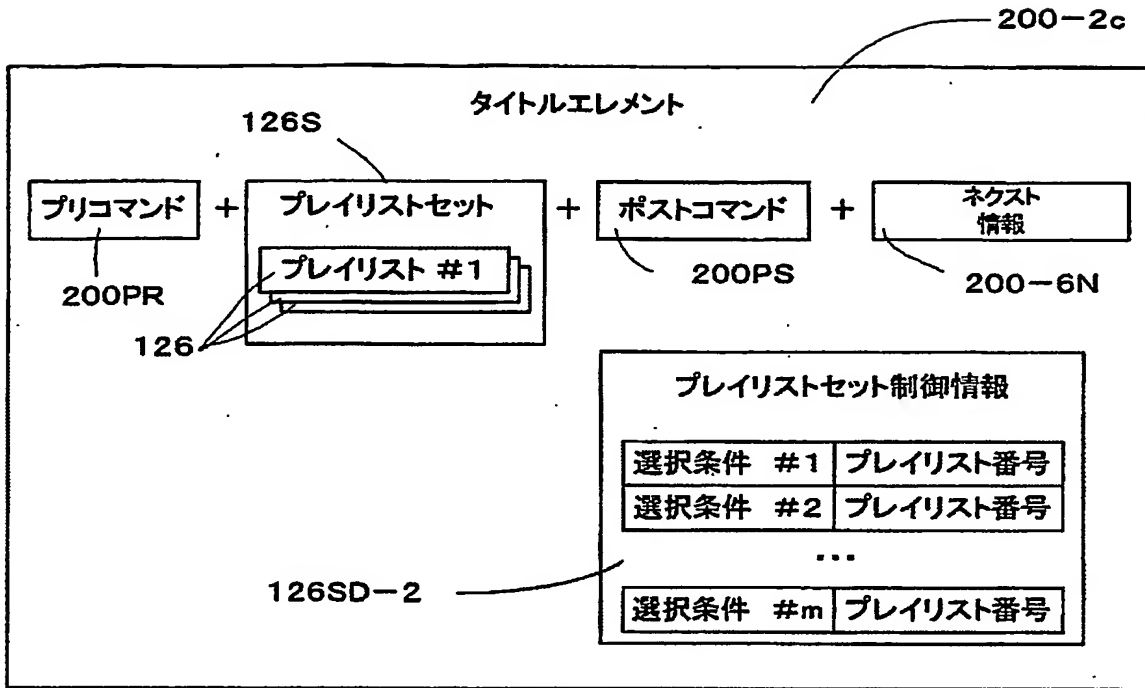 200-2c
タイトルエレメント
126S
プリコマンド + プレイリストセット + ポストコマンド + ネクスト情報
プレイリスト #1
200PR
200PS
200-6N
126
プレイリストセット制御情報
選択条件 #1 プレイリスト番号
選択条件 #2 プレイリスト番号
...
126SD-2
選択条件 #m プレイリスト番号